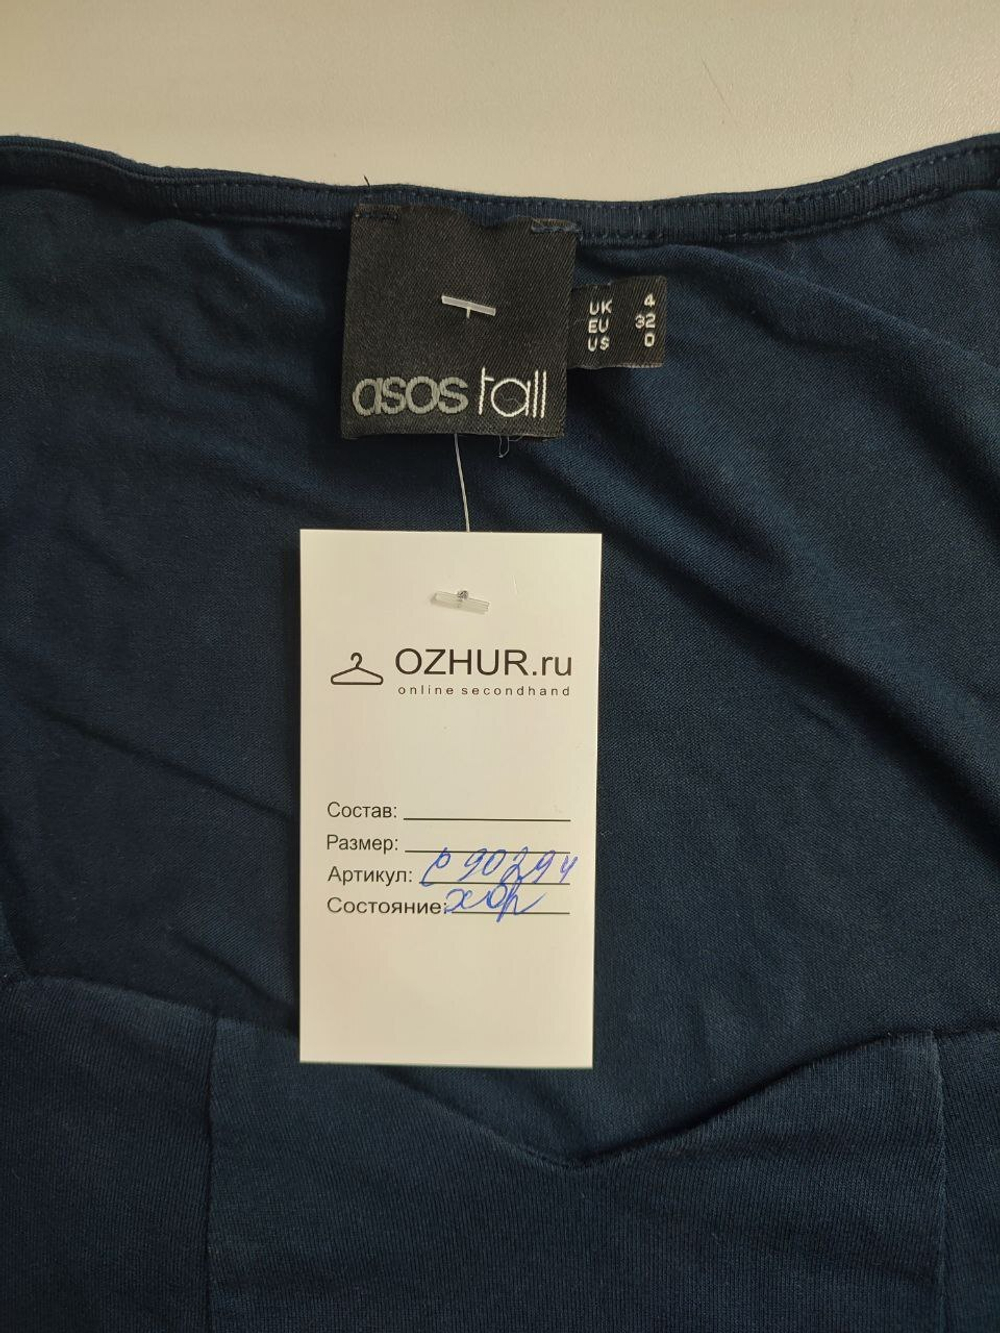 asos tall
UK 4
EU 32
US 0
OZHUR.ru
online secondhand
Состав:
Размер:
Артикул: с 90294
Состояние: хор